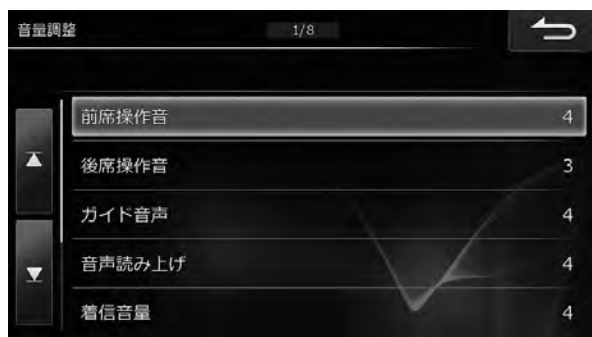 音量調整 1/8
前席操作音 4
後席操作音 3
ガイド音声 4
音声読み上げ 4
着信音量 4